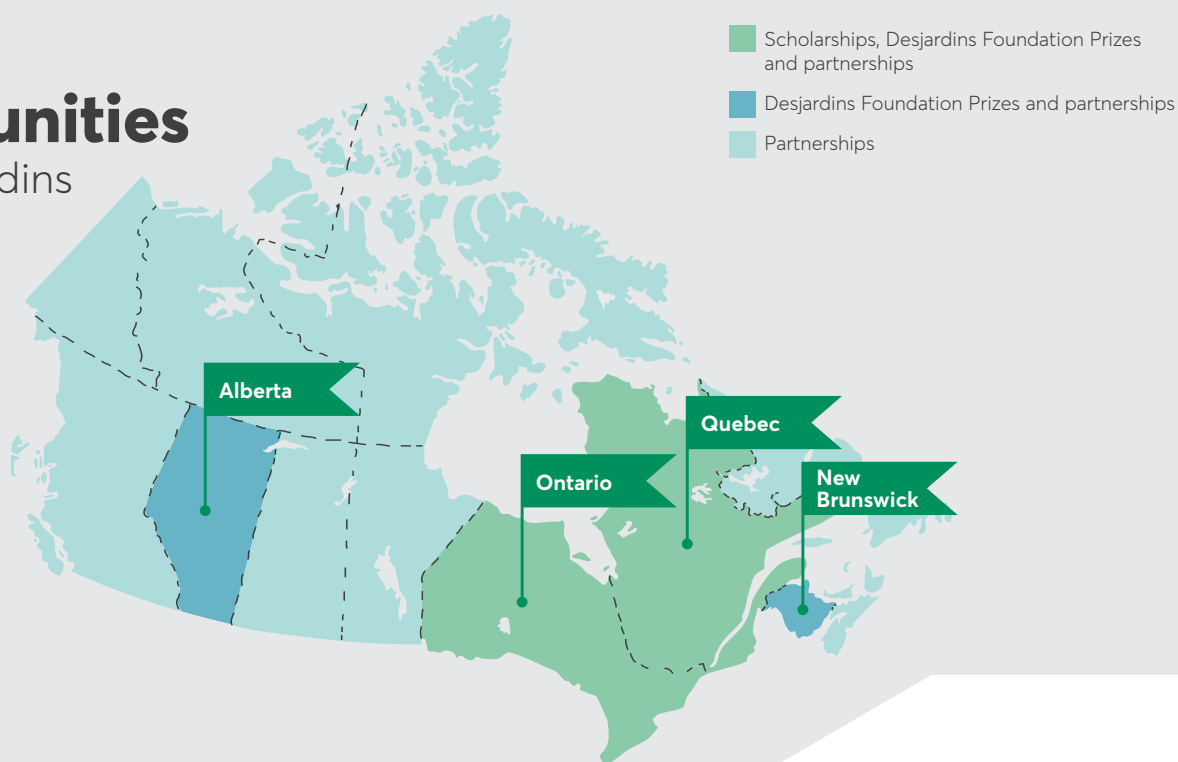 unities
dins
Scholarships, Desjardins Foundation Prizes
and partnerships
Desjardins Foundation Prizes and partnerships
Partnerships
Alberta
Quebec
Ontario
New
Brunswick